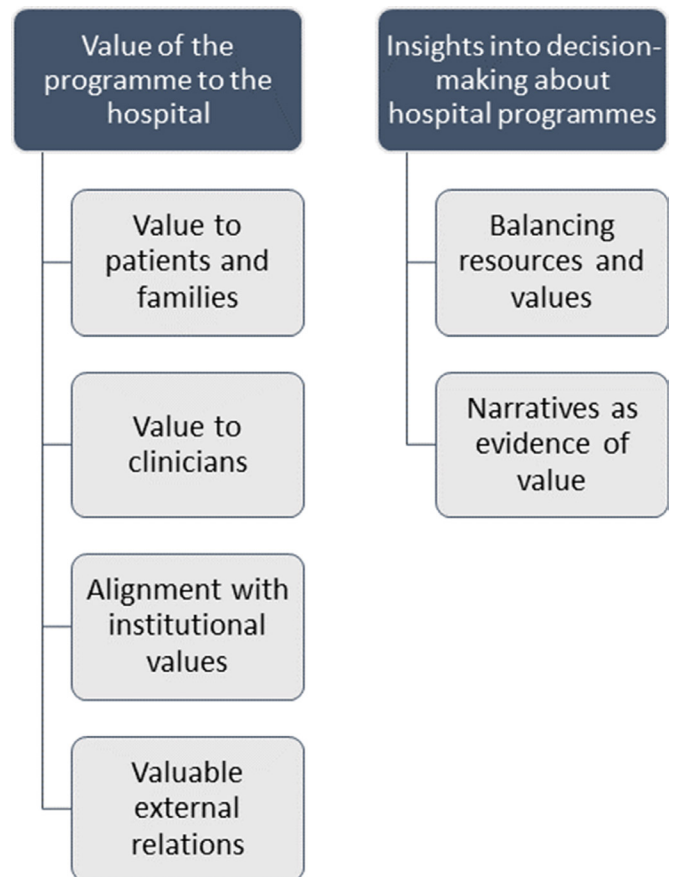 Value of the
programme to the
hospital
Value to
patients and
families
Value to
clinicians
Alignment with
institutional
values
Valuable
external
relations
Insights into decision-
making about
hospital programmes
Balancing
resources and
values
Narratives as
evidence of
value